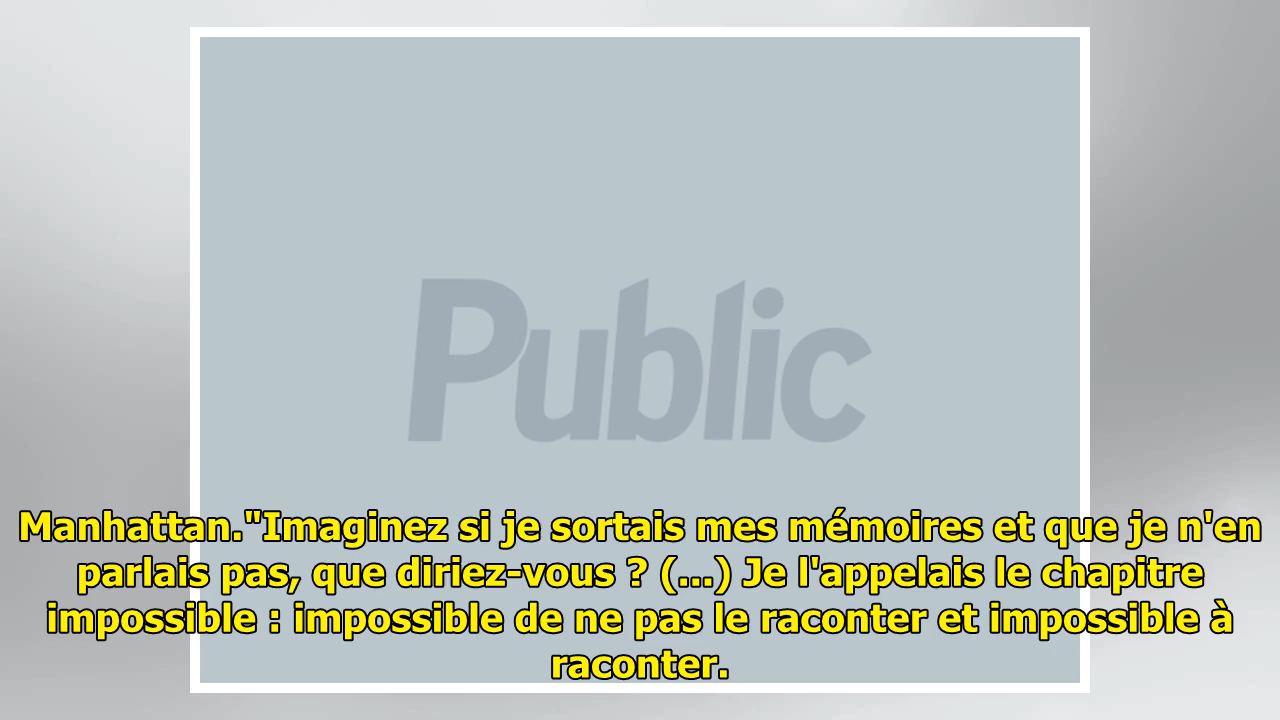 Public
Manhattan."Imaginez si je sortais mes mémoires et que je n'en
parlais pas, que diriez-vous ? (...) Je l'appelais le chapitre
impossible : impossible de ne pas le raconter et impossible à
raconter.